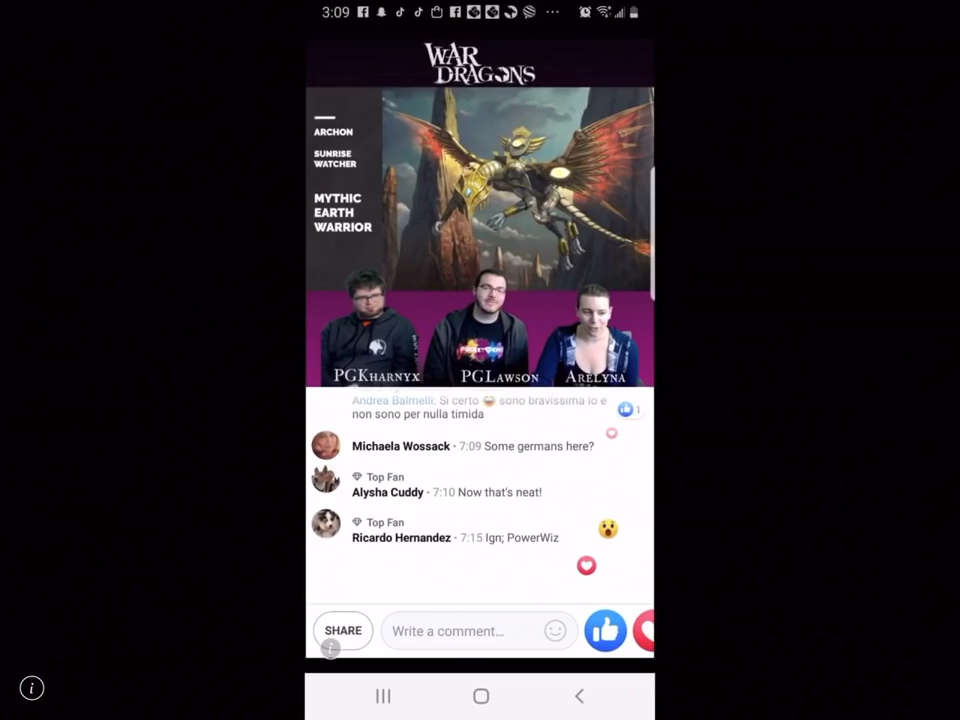 3:09
WAR
DRAGONS
ARCHON
SUNRISE
WATCHER
MYTHIC
EARTH
WARRIOR
PGKHARNYX
PGLAWSON
ARELYNA
Andrea Balmelli: Si certo 😂 sono bravissima io e
non sono per nulla timida
1
Michaela Wossack · 7:09 Some germans here?
Top Fan
Alysha Cuddy · 7:10 Now that's neat!
Top Fan
Ricardo Hernandez · 7:15 Ign; PowerWiz
SHARE
Write a comment...